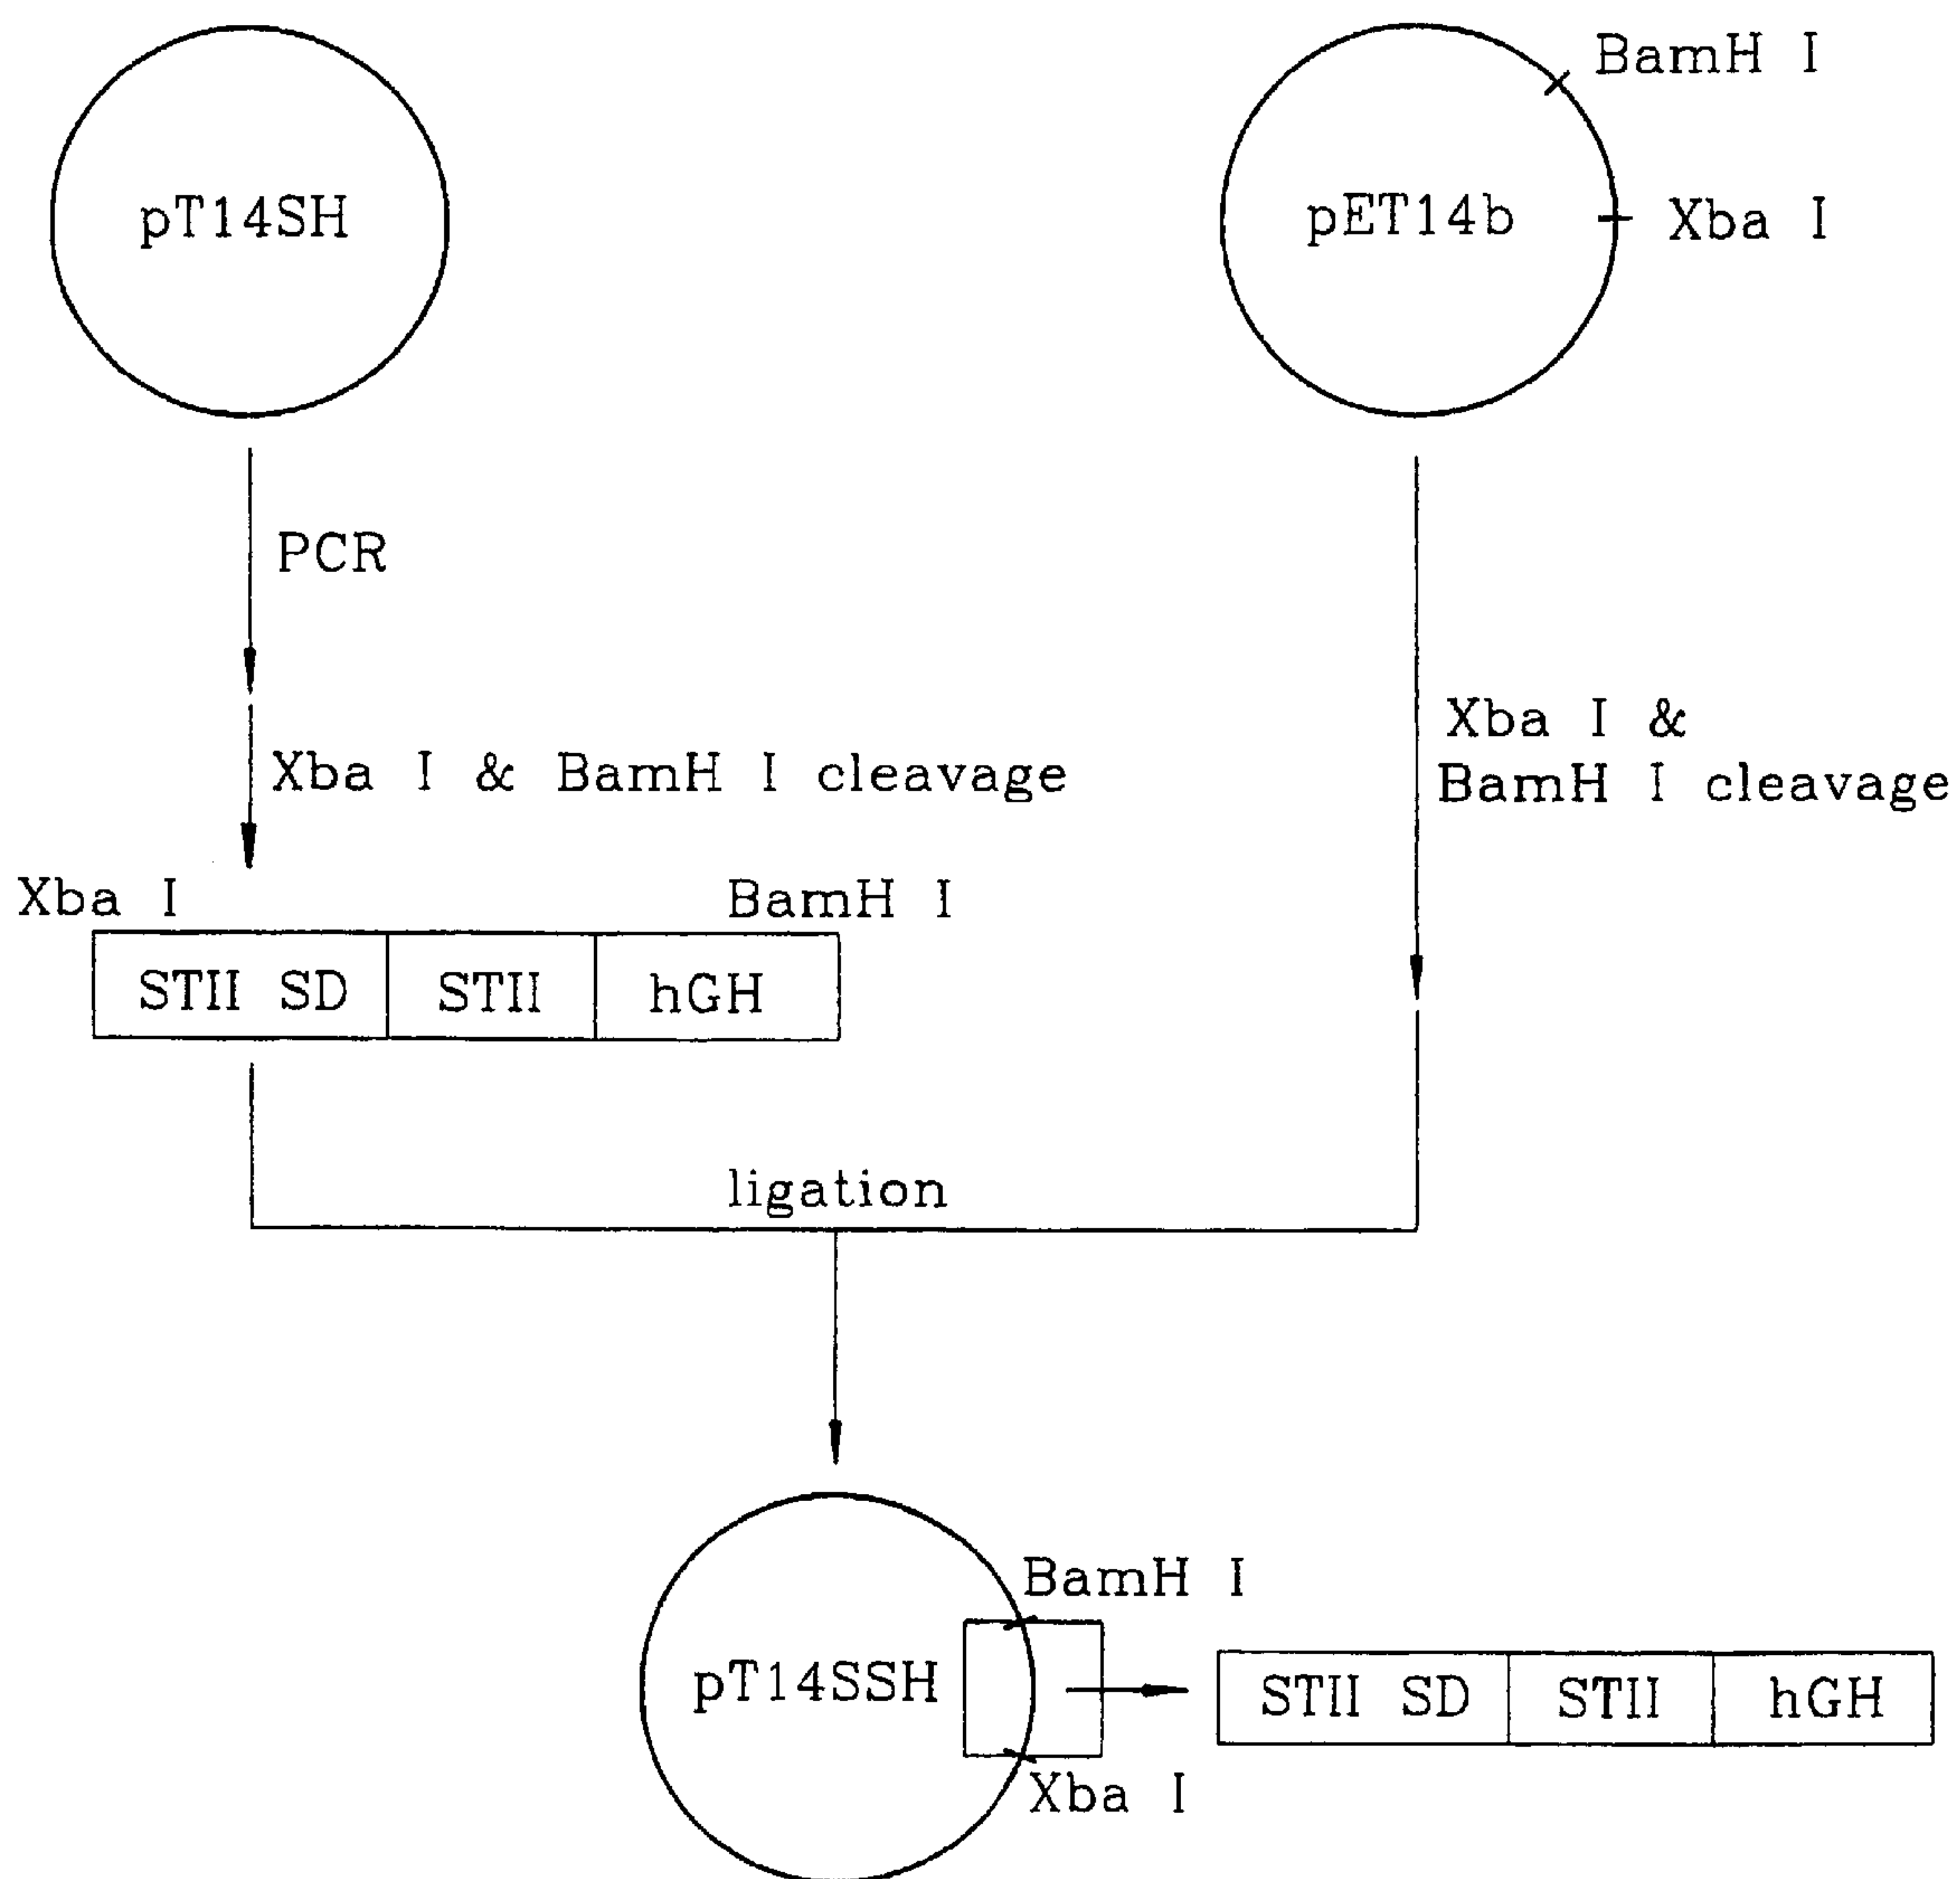 pT14SH
pET14b
BamH I
Xba I
PCR
Xba I & BamH I cleavage
Xba I &
BamH I cleavage
Xba I
BamH I
STII SD
STII
hGH
ligation
pT14SSH
BamH I
Xba I
STII SD
STII
hGH